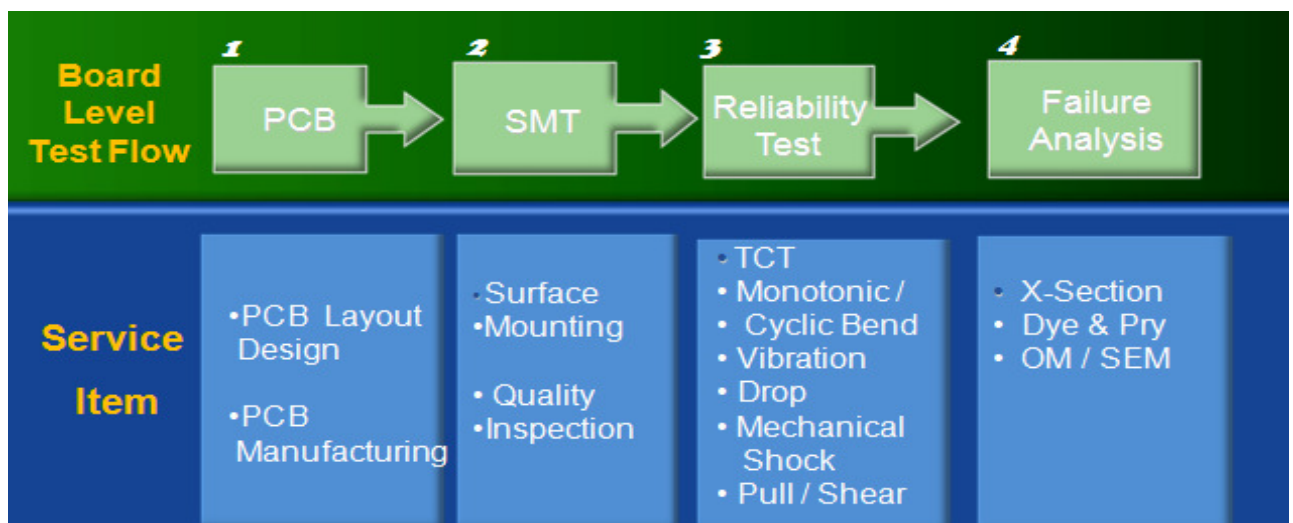 Board
Level
Test Flow
1
PCB
2
SMT
3
Reliability
Test
4
Failure
Analysis
Service
Item
•PCB Layout
Design
•PCB
Manufacturing
•Surface
•Mounting
• Quality
•Inspection
• TCT
• Monotonic /
• Cyclic Bend
• Vibration
• Drop
• Mechanical
Shock
• Pull / Shear
• X-Section
• Dye & Pry
• OM / SEM